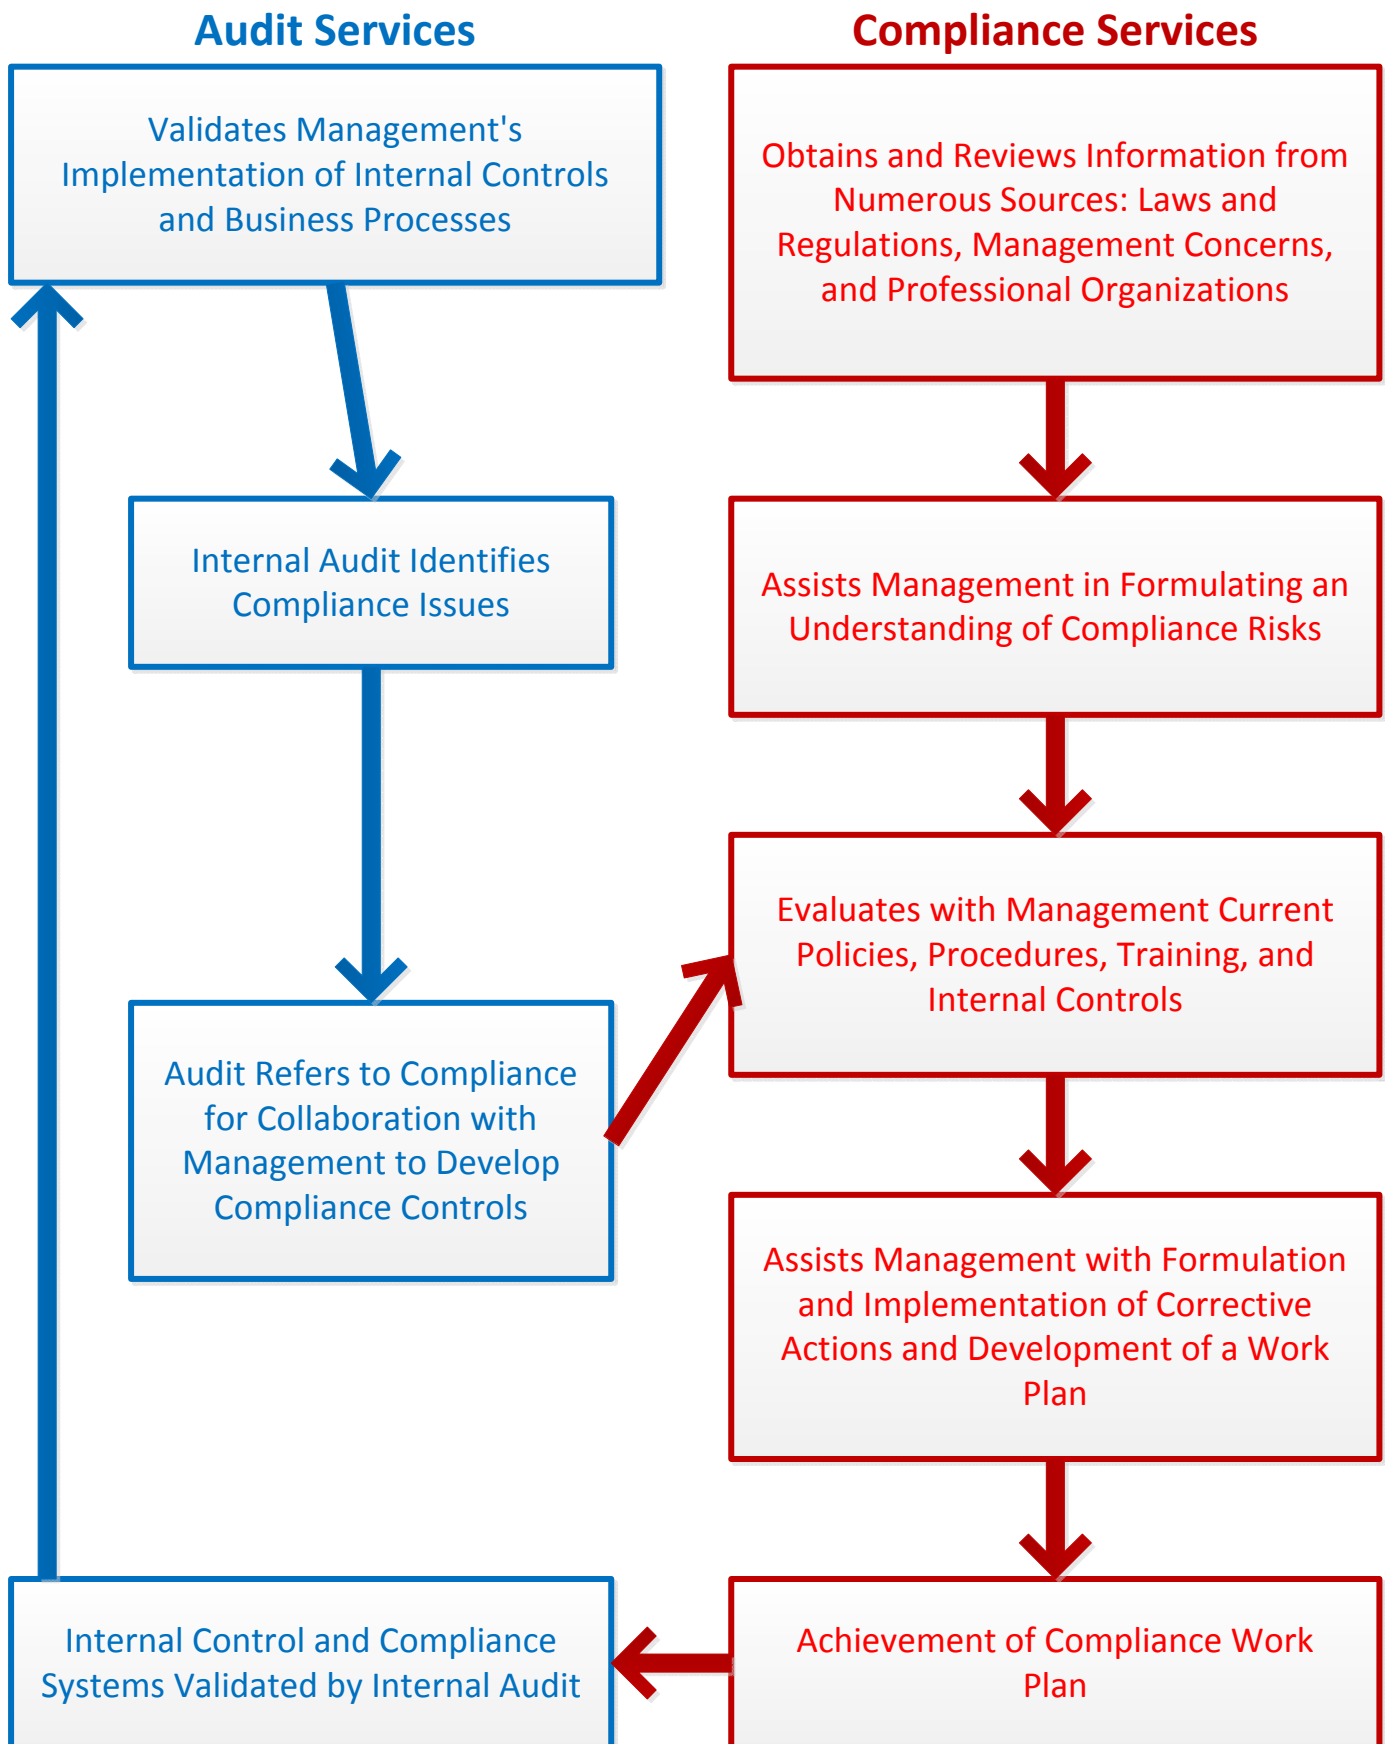 Audit Services
Validates Management's
Implementation of Internal Controls
and Business Processes
Internal Audit Identifies
Compliance Issues
Audit Refers to Compliance
for Collaboration with
Management to Develop
Compliance Controls
Internal Control and Compliance
Systems Validated by Internal Audit
Compliance Services
Obtains and Reviews Information from
Numerous Sources: Laws and
Regulations, Management Concerns,
and Professional Organizations
Assists Management in Formulating an
Understanding of Compliance Risks
Evaluates with Management Current
Policies, Procedures, Training, and
Internal Controls
Assists Management with Formulation
and Implementation of Corrective
Actions and Development of a Work
Plan
Achievement of Compliance Work
Plan